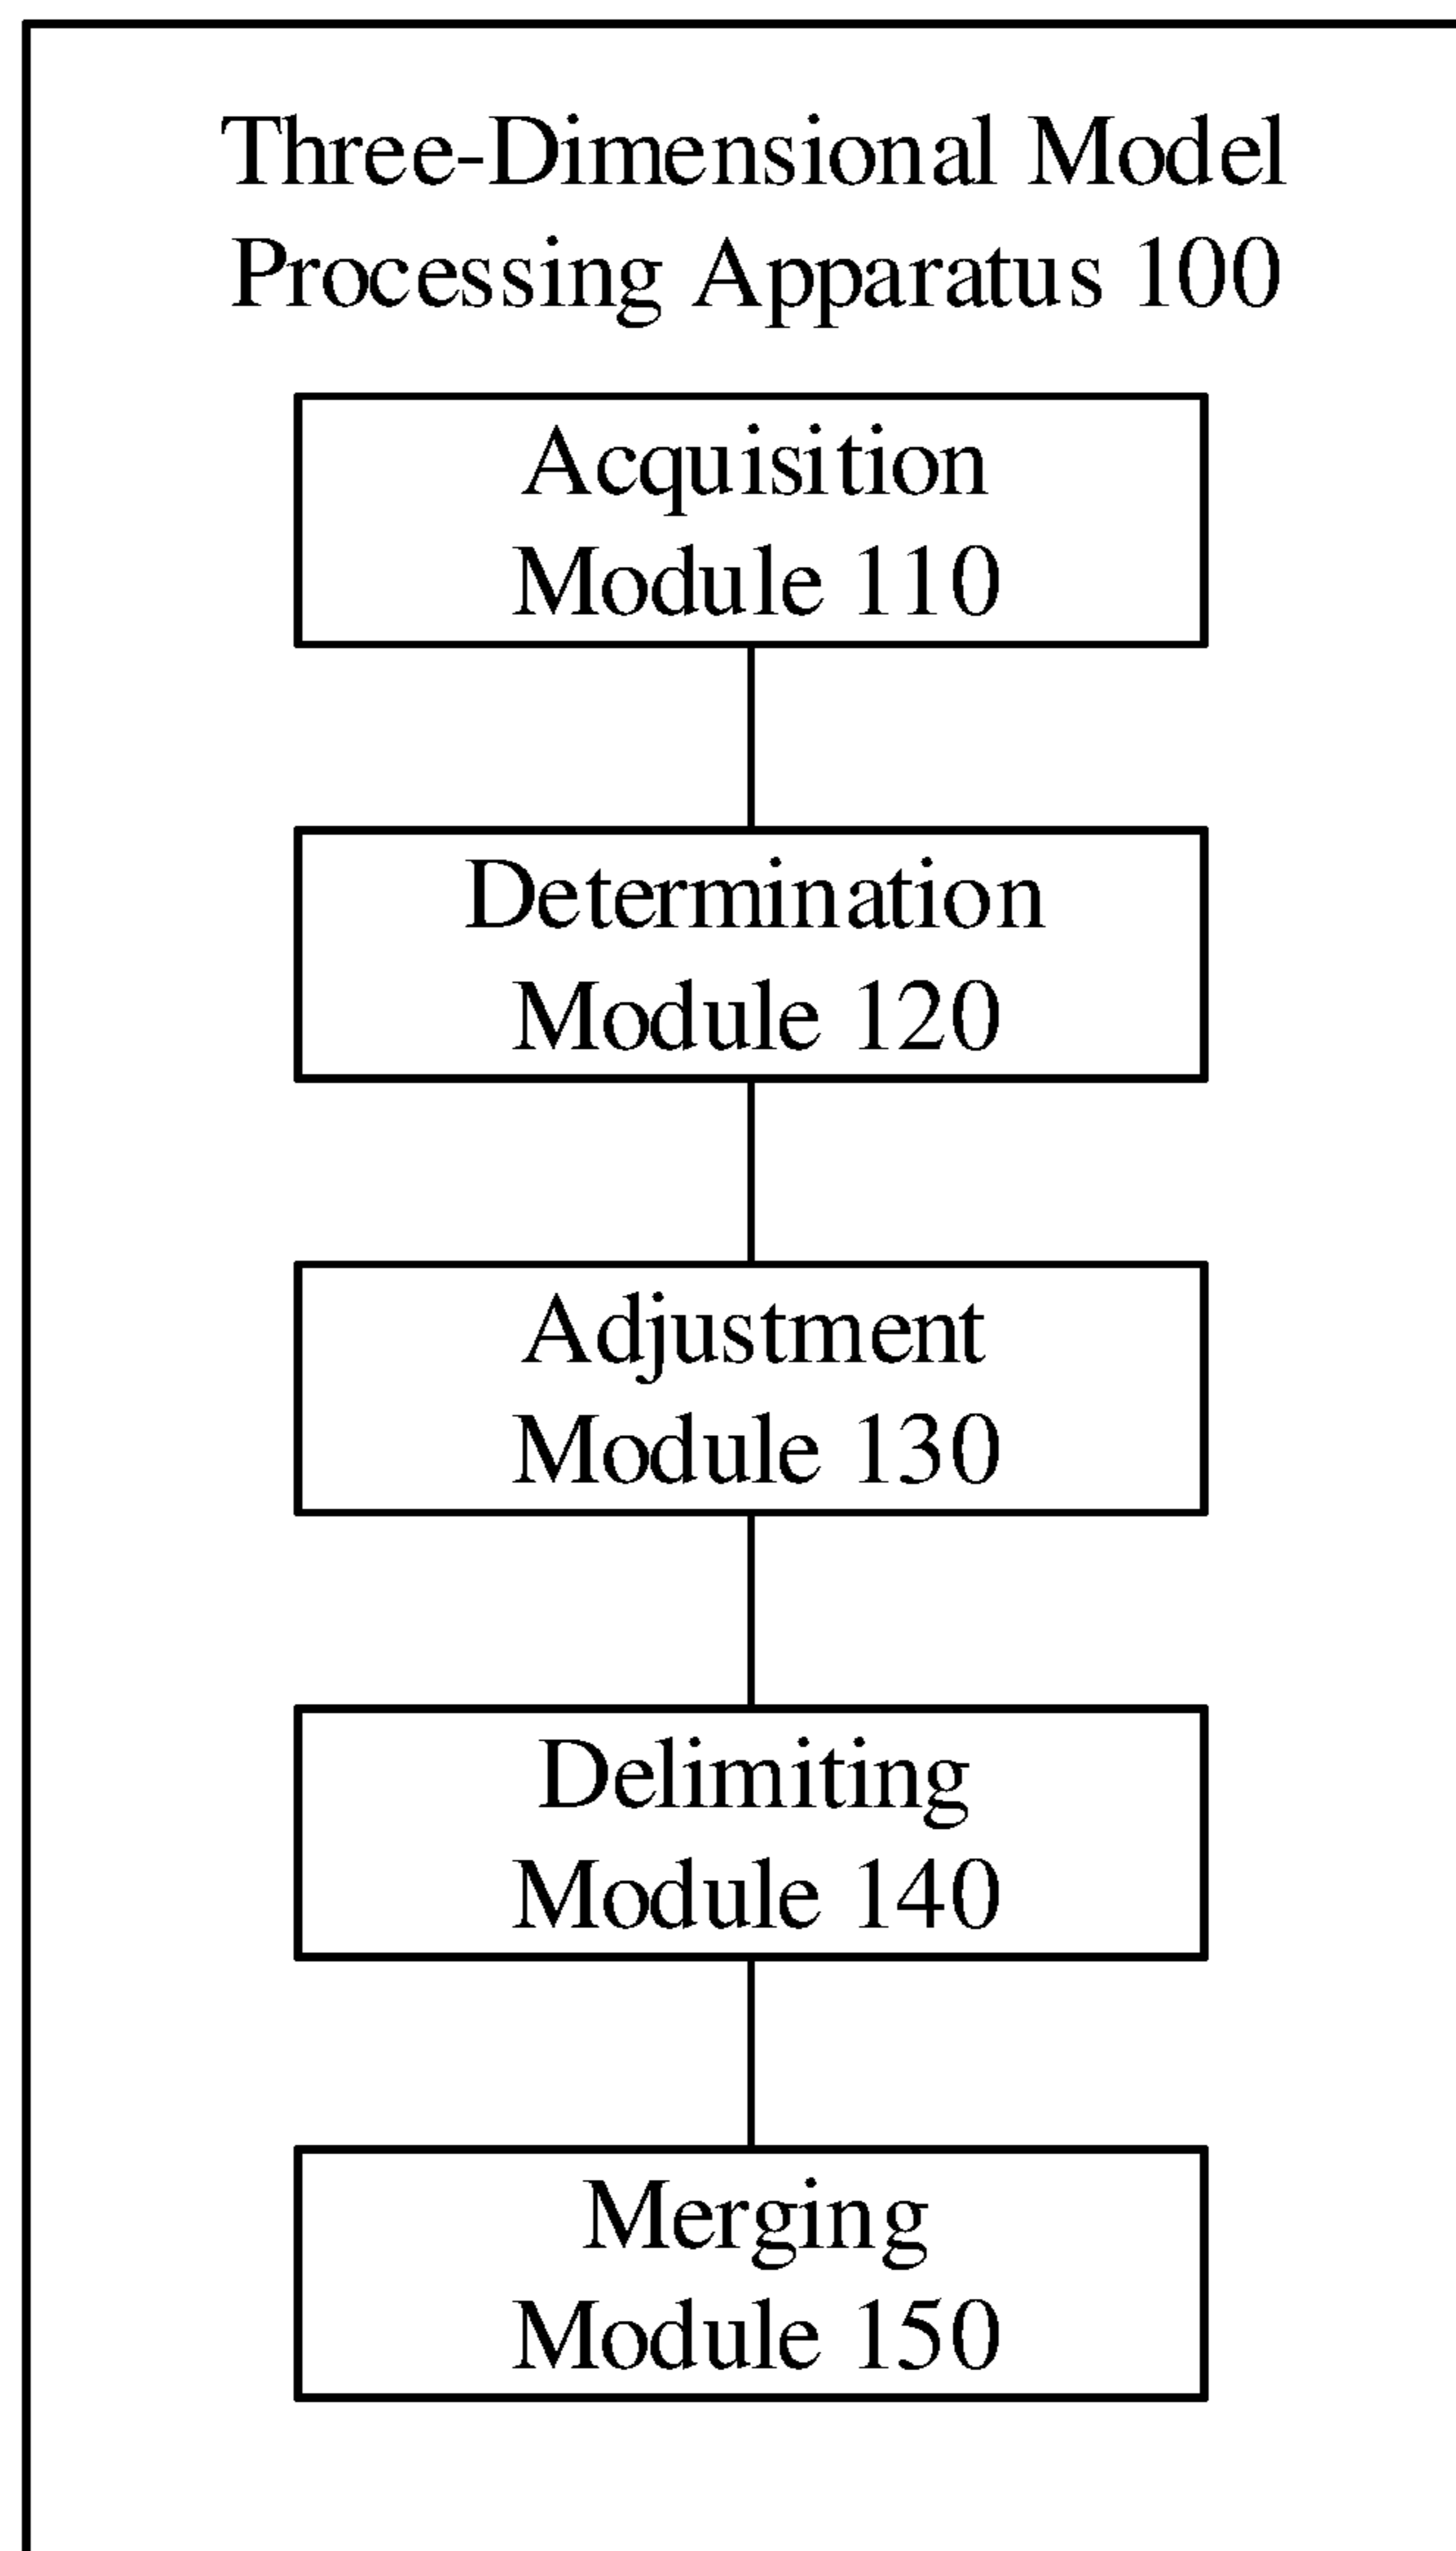 Three-Dimensional Model
Processing Apparatus 100
Acquisition
Module 110
Determination
Module 120
Adjustment
Module 130
Delimiting
Module 140
Merging
Module 150